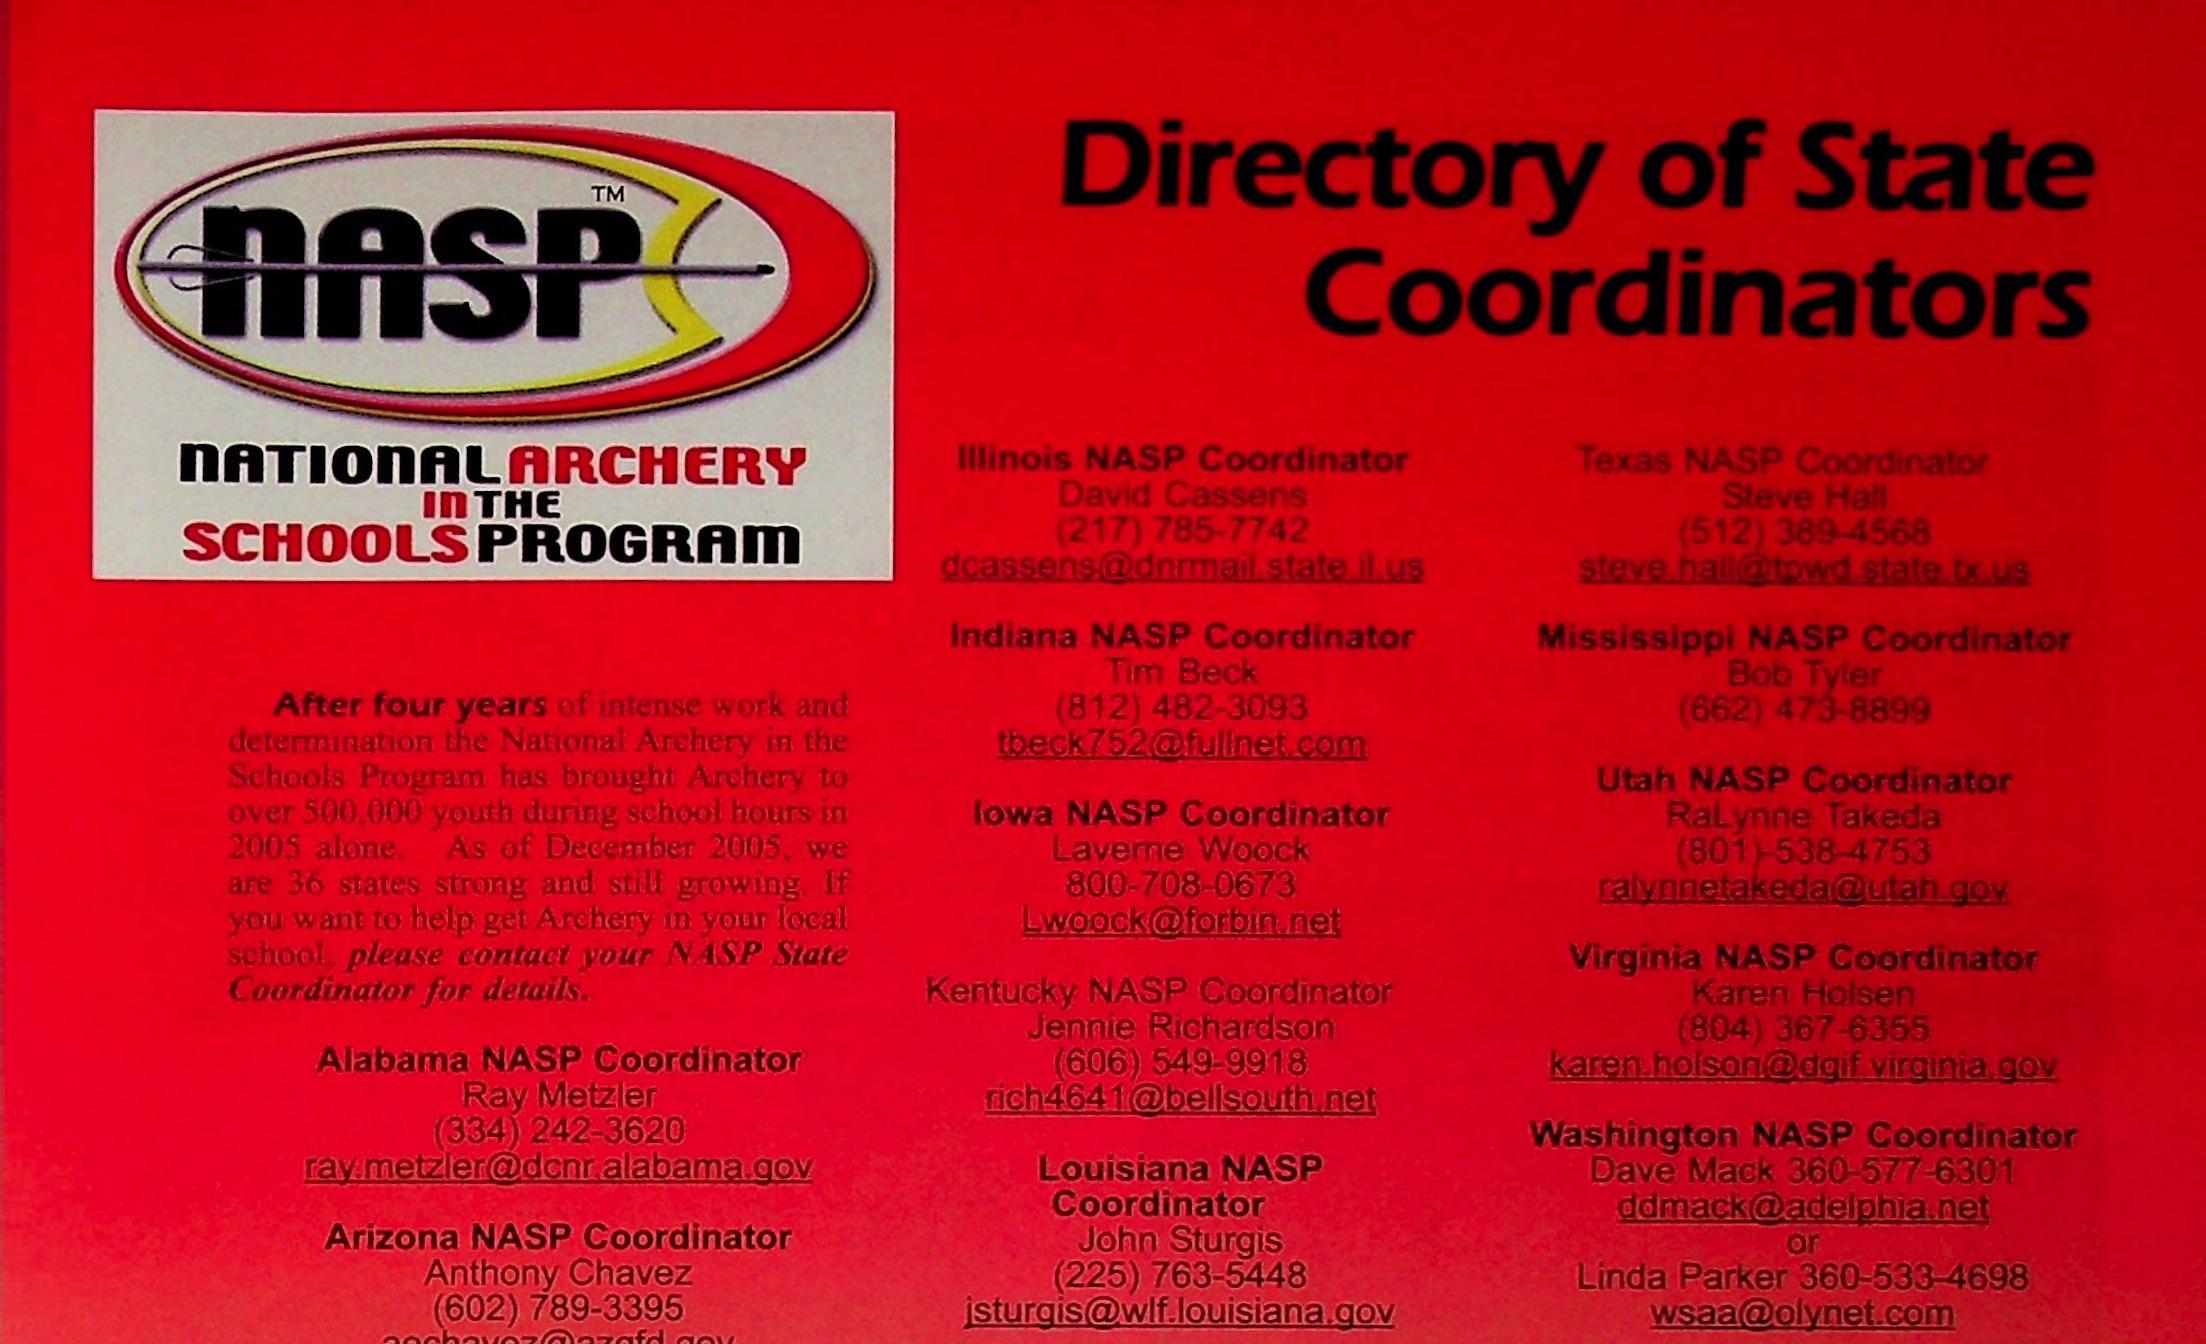 NASP™
NATIONAL ARCHERY
IN THE
SCHOOLS PROGRAM
Directory of State
Coordinators
After four years of intense work and
determination the National Archery in the
Schools Program has brought Archery to
over 500,000 youth during school hours in
2005 alone. As of December 2005, we
are 36 states strong and still growing. If
you want to help get Archery in your local
school, please contact your NASP State
Coordinator for details.
Alabama NASP Coordinator
Ray Metzler
(334) 242-3620
ray.metzler@dcnr.alabama.gov
Arizona NASP Coordinator
Anthony Chavez
(602) 789-3395
Illinois NASP Coordinator
David Cassens
(217) 785-7742
dcassens@dnrmail.state.il.us
Indiana NASP Coordinator
Tim Beck
(812) 482-3093
tbeck752@fullnet.com
Iowa NASP Coordinator
Laverne Woock
800-708-0673
Lwoock@forbin.net
Kentucky NASP Coordinator
Jennie Richardson
(606) 549-9918
rich4641@bellsouth.net
Louisiana NASP
Coordinator
John Sturgis
(225) 763-5448
jsturgis@wlf.louisiana.gov
Texas NASP Coordinator
Steve Hall
(512) 389-4568
steve.hall@tpwd.state.tx.us
Mississippi NASP Coordinator
Bob Tyler
(662) 473-8899
Utah NASP Coordinator
RaLynne Takeda
(801)-538-4753
ralynnetakeda@utah.gov
Virginia NASP Coordinator
Karen Holsen
(804) 367-6355
karen.holson@dgif.virginia.gov
Washington NASP Coordinator
Dave Mack 360-577-6301
ddmack@adelphia.net
or
Linda Parker 360-533-4698
wsaa@olynet.com